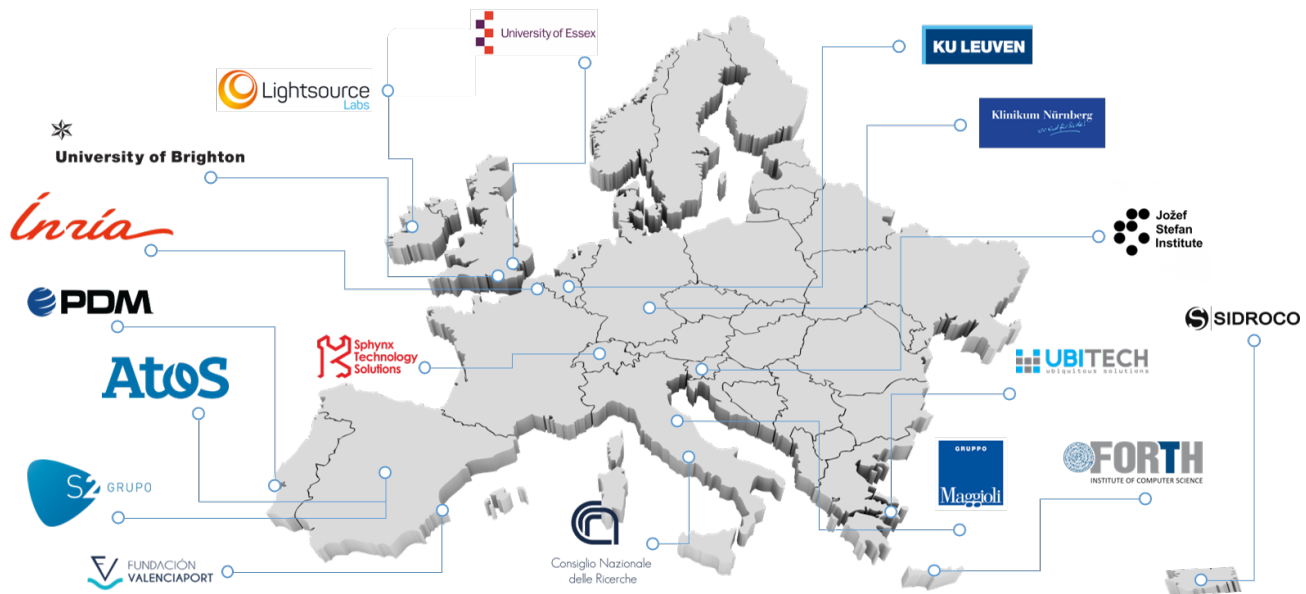 University of Essex
KU LEUVEN
Lightsource
Labs
Klinikum Nürnberg
University of Brighton
Inría
Jožef
Stefan
Institute
PDM
SIDROCO
Sphynx
Technology
Solutions
UBITECH
ubiquitous solutions
Atos
GRUPPO
Maggioli
FORTH
INSTITUTE OF COMPUTER SCIENCE
S2 GRUPO
Consiglio Nazionale
delle Ricerche
FUNDACIÓN
VALENCIAPORT